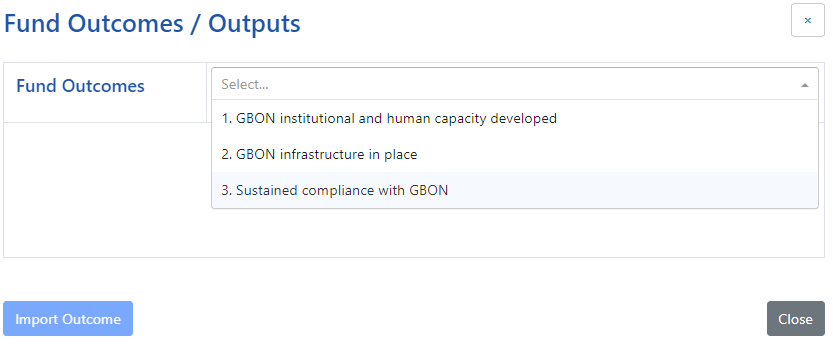 Fund Outcomes / Outputs
×
Fund Outcomes
Select...
1. GBON institutional and human capacity developed
2. GBON infrastructure in place
3. Sustained compliance with GBON
Import Outcome
Close